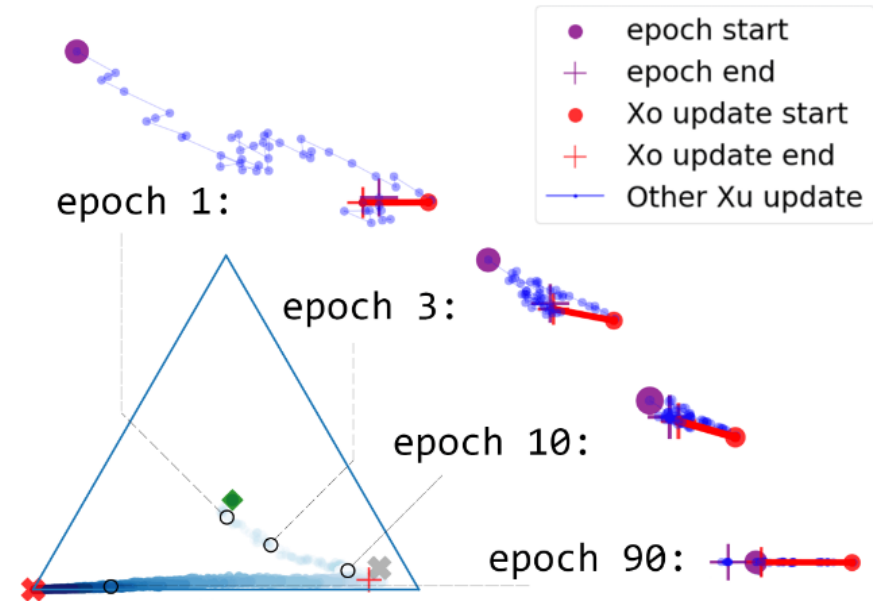 epoch start
epoch end
Xo update start
Xo update end
Other Xu update
epoch 1:
epoch 3:
epoch 10:
epoch 90: